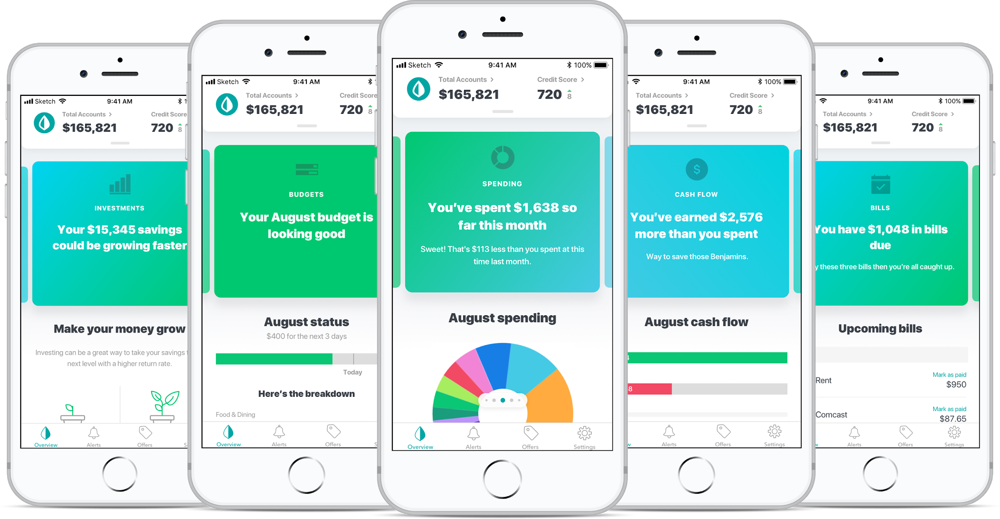 Sketch 9:41 AM
Total Accounts Credit Score
$165,821 720 8
INVESTMENTS
Your $15,345 savings
could be growing faster
Make your money grow
Investing can be a great way to take your savings
next level with a higher return rate.
Overview Alerts Offers
Sketch 9:41 AM
Total Accounts Credit Score
$165,821 720 8
BUDGETS
Your August budget is
looking good
August status
$400 for the next 3 days
Today
Here's the breakdown
Food & Dining
Overview Alerts Offers
Sketch 9:41 AM 100%
Total Accounts Credit Score
$165,821 720 8
SPENDING
You've spent $1,638 so
far this month
Sweet! That's $113 less than you spent at this
time last month.
August spending
Overview Alerts Offers Settings
9:41 AM 100%
Total Accounts Credit Score
$165,821 720 8
$
CASH FLOW
You've earned $2,576
more than you spent
Way to save those Benjamins.
August cash flow
8
Alerts Offers Settings
9:41 AM 100%
Total Accounts Credit Score
$165,821 720 8
BILLS
You have $1,048 in bills
due
these three bills then you're all caught up.
Upcoming bills
Mark as paid
Rent $950
Mark as paid
Comcast $87.65
Alerts Offers Settings